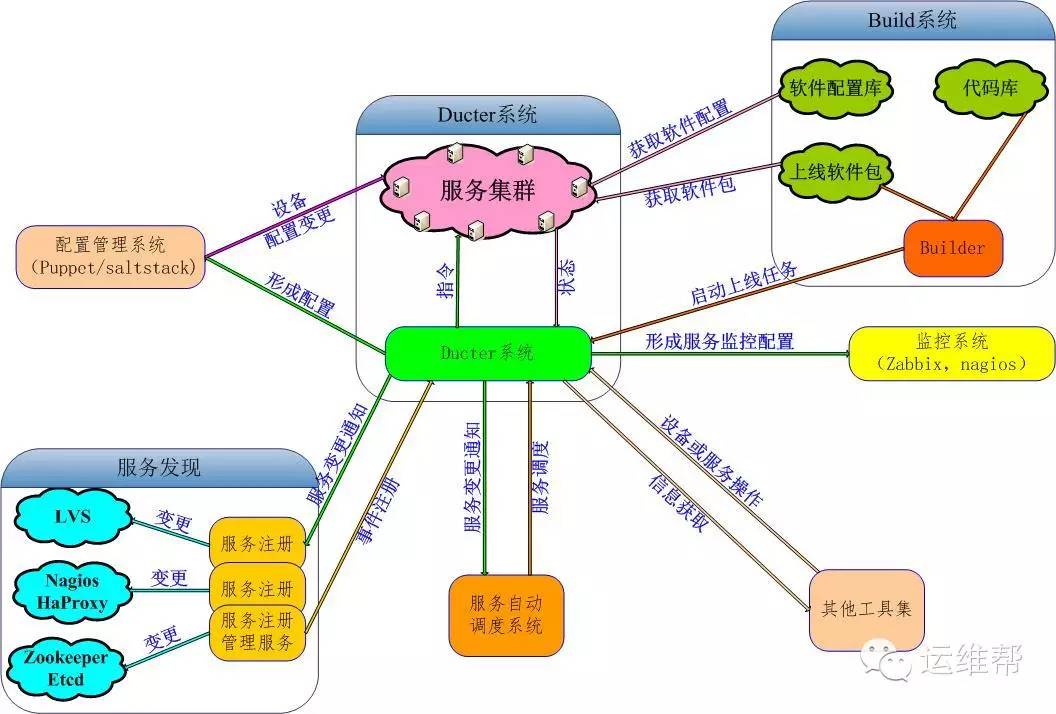 Build系统
软件配置库
代码库
上线软件包
Builder
Ducter系统
服务集群
获取软件配置
获取软件包
设备
配置变更
配置管理系统
(Puppet/saltstack)
形成配置
指令
状态
启动上线任务
Ducter系统
形成服务监控配置
监控系统
(Zabbix, nagios)
服务变更通知
事件注册
服务变更通知
服务调度
设备或服务操作
信息获取
服务发现
LVS
变更
服务注册
Nagios
HaProxy
变更
服务注册
Zookeeper
Etcd
变更
服务注册
管理服务
服务自动
调度系统
其他工具集
运维帮